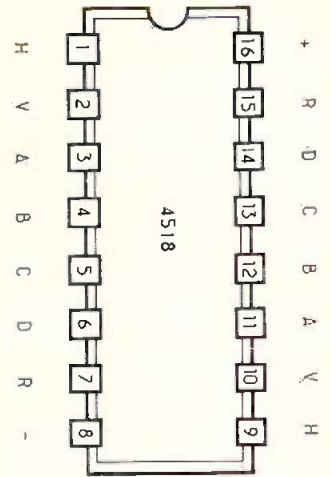 H 1 16 +
V 2 15 R
A 3 14 D
B 4 13 C
4518
C 5 12 B
D 6 11 A
R 7 10 V
- 8 9 H